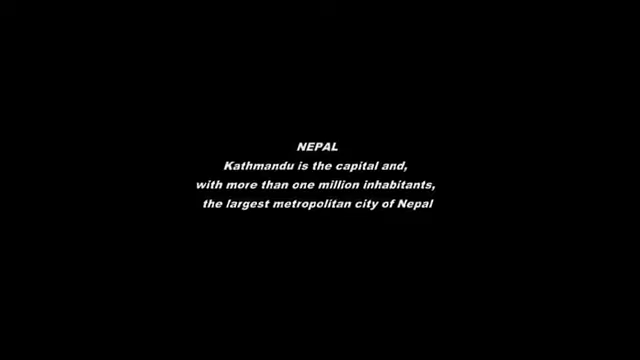 NEPAL
Kathmandu is the capital and,
with more than one million inhabitants,
the largest metropolitan city of Nepal